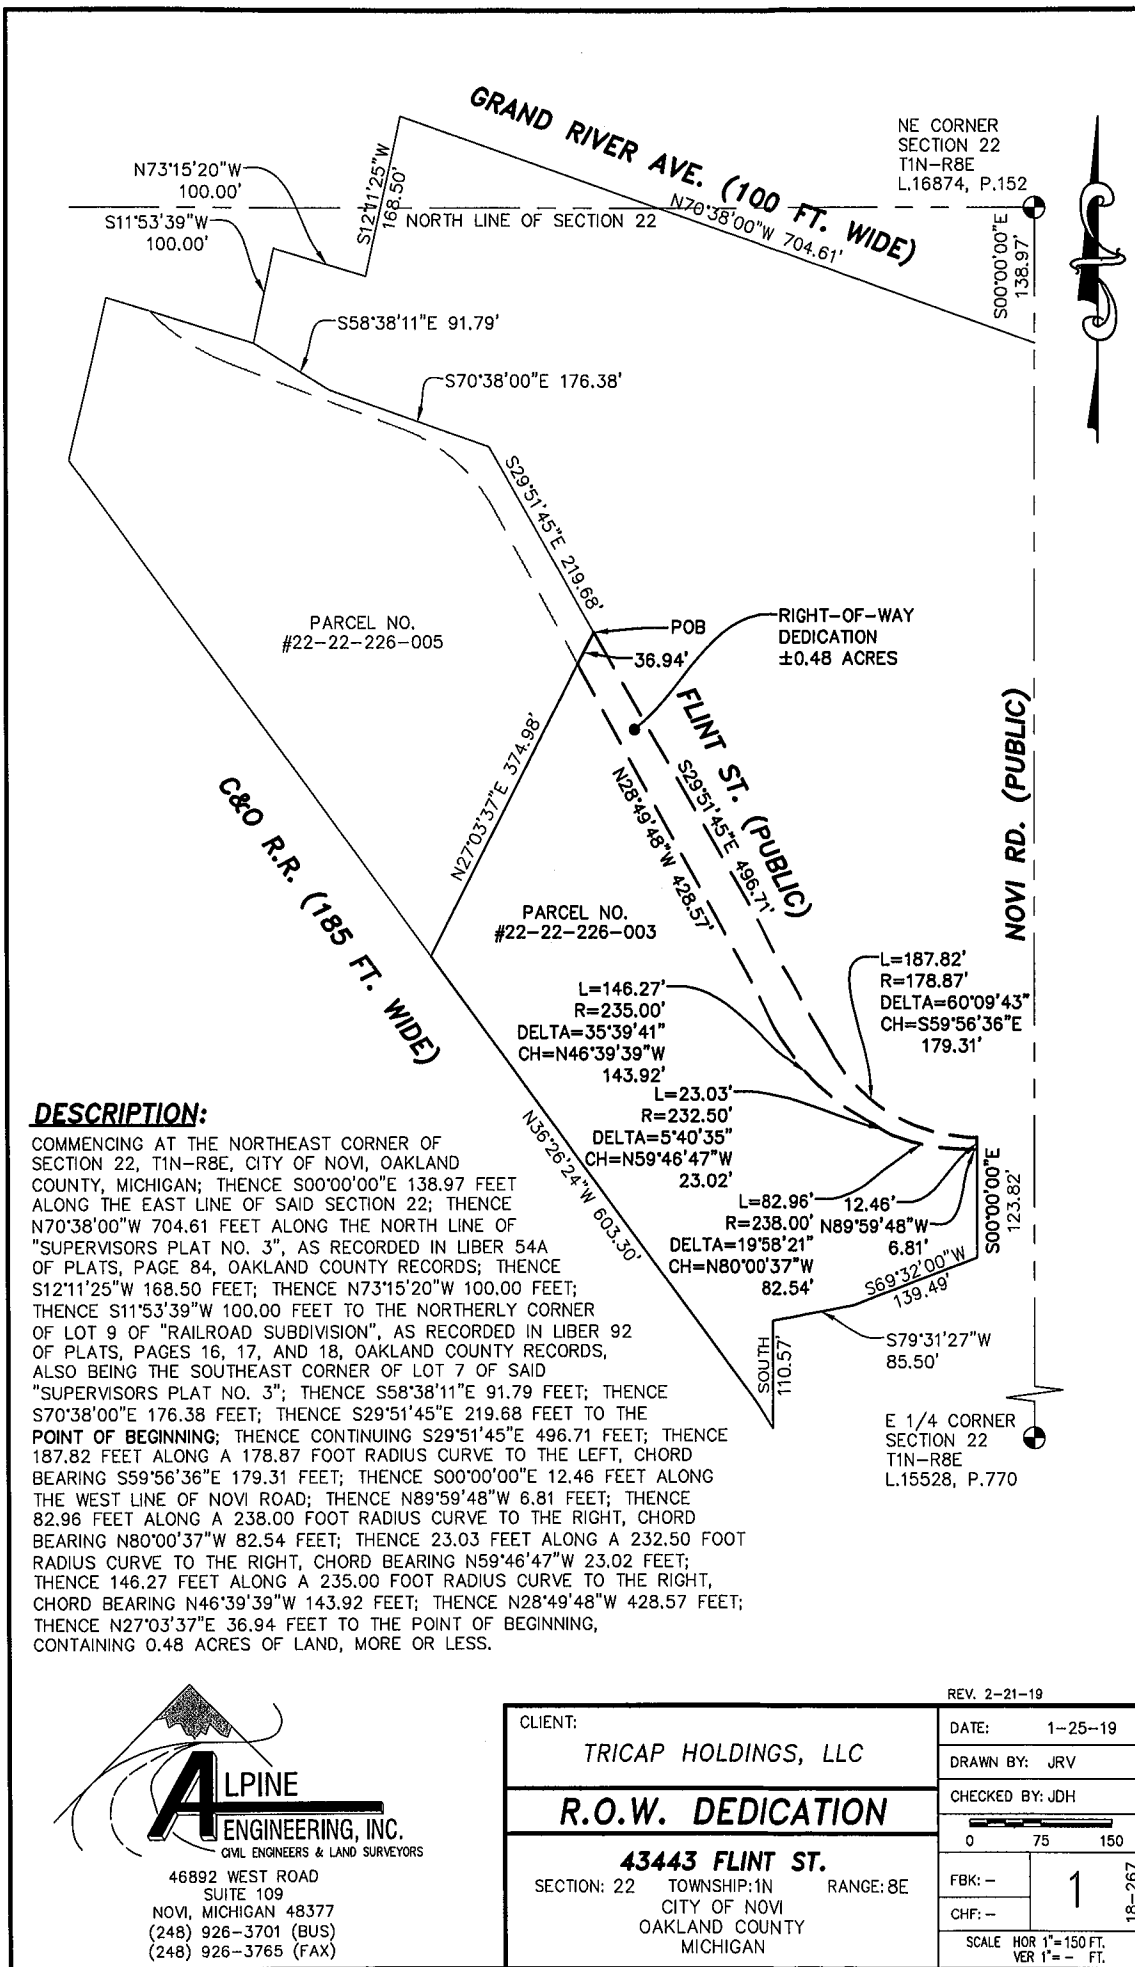 GRAND RIVER AVE. (100 FT. WIDE)
N70°38'00"W 704.61'
NE CORNER
SECTION 22
T1N-R8E
L.16874, P.152
N73°15'20"W
100.00'
S11°53'39"W
100.00'
S12°11'25"W
168.50'
NORTH LINE OF SECTION 22
S00°00'00"E
138.97'
S58°38'11"E 91.79'
S70°38'00"E 176.38'
S29°51'45"E 219.68'
PARCEL NO.
#22-22-226-005
POB
36.94'
RIGHT-OF-WAY
DEDICATION
±0.48 ACRES
FLINT ST. (PUBLIC)
S29°51'45"E 496.71'
N28°49'48"W 428.57'
NOVI RD. (PUBLIC)
N27°03'37"E 374.98'
C&O R.R. (185 FT. WIDE)
PARCEL NO.
#22-22-226-003
L=187.82'
R=178.87'
DELTA=60°09'43"
CH=S59°56'36"E
179.31'
L=146.27'
R=235.00'
DELTA=35°39'41"
CH=N46°39'39"W
143.92'
L=23.03'
R=232.50'
DELTA=5°40'35"
CH=N59°46'47"W
23.02'
L=82.96'
R=238.00'
DELTA=19°58'21"
CH=N80°00'37"W
82.54'
12.46'
N89°59'48"W
6.81'
S00°00'00"E
123.82'
S69°32'00"W
139.49'
S79°31'27"W
85.50'
SOUTH
110.57'
N36°26'24"W 603.30'
E 1/4 CORNER
SECTION 22
T1N-R8E
L.15528, P.770
DESCRIPTION:
COMMENCING AT THE NORTHEAST CORNER OF
SECTION 22, T1N-R8E, CITY OF NOVI, OAKLAND
COUNTY, MICHIGAN; THENCE S00°00'00"E 138.97 FEET
ALONG THE EAST LINE OF SAID SECTION 22; THENCE
N70°38'00"W 704.61 FEET ALONG THE NORTH LINE OF
"SUPERVISORS PLAT NO. 3", AS RECORDED IN LIBER 54A
OF PLATS, PAGE 84, OAKLAND COUNTY RECORDS; THENCE
S12°11'25"W 168.50 FEET; THENCE N73°15'20"W 100.00 FEET;
THENCE S11°53'39"W 100.00 FEET TO THE NORTHERLY CORNER
OF LOT 9 OF "RAILROAD SUBDIVISION", AS RECORDED IN LIBER 92
OF PLATS, PAGES 16, 17, AND 18, OAKLAND COUNTY RECORDS,
ALSO BEING THE SOUTHEAST CORNER OF LOT 7 OF SAID
"SUPERVISORS PLAT NO. 3"; THENCE S58°38'11"E 91.79 FEET; THENCE
S70°38'00"E 176.38 FEET; THENCE S29°51'45"E 219.68 FEET TO THE
POINT OF BEGINNING; THENCE CONTINUING S29°51'45"E 496.71 FEET; THENCE
187.82 FEET ALONG A 178.87 FOOT RADIUS CURVE TO THE LEFT, CHORD
BEARING S59°56'36"E 179.31 FEET; THENCE S00°00'00"E 12.46 FEET ALONG
THE WEST LINE OF NOVI ROAD; THENCE N89°59'48"W 6.81 FEET; THENCE
82.96 FEET ALONG A 238.00 FOOT RADIUS CURVE TO THE RIGHT, CHORD
BEARING N80°00'37"W 82.54 FEET; THENCE 23.03 FEET ALONG A 232.50 FOOT
RADIUS CURVE TO THE RIGHT, CHORD BEARING N59°46'47"W 23.02 FEET;
THENCE 146.27 FEET ALONG A 235.00 FOOT RADIUS CURVE TO THE RIGHT,
CHORD BEARING N46°39'39"W 143.92 FEET; THENCE N28°49'48"W 428.57 FEET;
THENCE N27°03'37"E 36.94 FEET TO THE POINT OF BEGINNING,
CONTAINING 0.48 ACRES OF LAND, MORE OR LESS.
ALPINE
ENGINEERING, INC.
CIVIL ENGINEERS & LAND SURVEYORS
46892 WEST ROAD
SUITE 109
NOVI, MICHIGAN 48377
(248) 926-3701 (BUS)
(248) 926-3765 (FAX)
REV. 2-21-19
CLIENT:
TRICAP HOLDINGS, LLC
R.O.W. DEDICATION
43443 FLINT ST.
SECTION: 22 TOWNSHIP:1N RANGE: 8E
CITY OF NOVI
OAKLAND COUNTY
MICHIGAN
DATE: 1-25-19
DRAWN BY: JRV
CHECKED BY: JDH
0 75 150
FBK: -
CHF: -
1
18-267
SCALE HOR 1"=150 FT.
VER 1"= - FT.